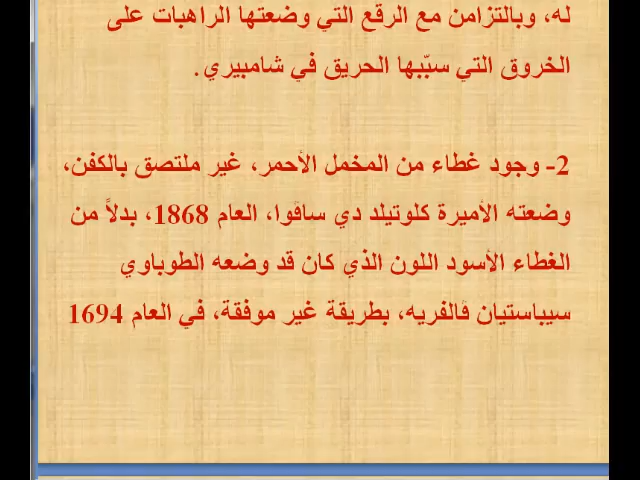 له، وبالتزامن مع الرقع التي وضعتها الراهبات على
الخروق التي سبّبها الحريق في شامبيري.
2- وجود غطاء من المخمل الأحمر، غير ملتصق بالكفن،
وضعته الأميرة كلوتيلد دي ساڤوا، العام 1868، بدلاً من
الغطاء الأسود اللون الذي كان قد وضعه الطوباوي
سيباستيان ڤالفريه، بطريقة غير موفقة، في العام 1694